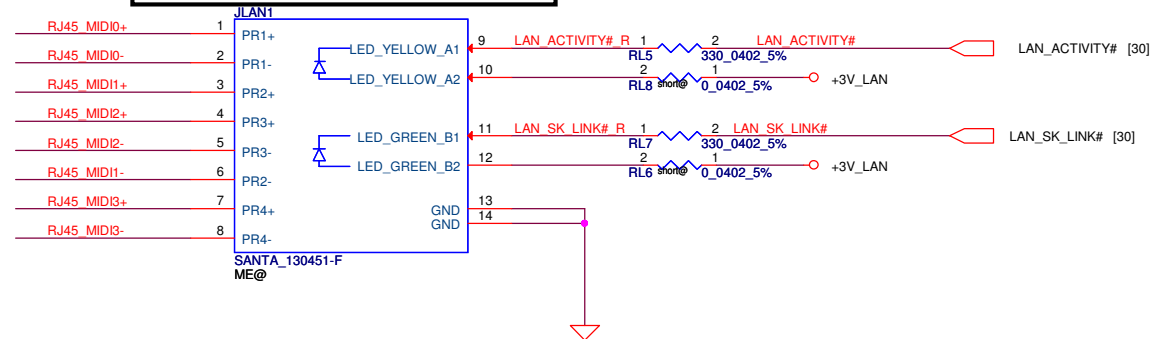 JLAN1
RJ45_MIDI0+ 1 PR1+
RJ45_MIDI0- 2 PR1-
RJ45_MIDI1+ 3 PR2+
RJ45_MIDI2+ 4 PR3+
RJ45_MIDI2- 5 PR3-
RJ45_MIDI1- 6 PR2-
RJ45_MIDI3+ 7 PR4+
RJ45_MIDI3- 8 PR4-
LED_YELLOW_A1 9 LAN_ACTIVITY#_R 1 2 LAN_ACTIVITY# LAN_ACTIVITY# [30]
RL5 330_0402_5%
LED_YELLOW_A2 10 2 1 +3V_LAN
RL8 short@ 0_0402_5%
LED_GREEN_B1 11 LAN_SK_LINK#_R 1 2 LAN_SK_LINK# LAN_SK_LINK# [30]
RL7 330_0402_5%
LED_GREEN_B2 12 2 1 +3V_LAN
RL6 short@ 0_0402_5%
GND 13
GND 14
SANTA_130451-F
ME@